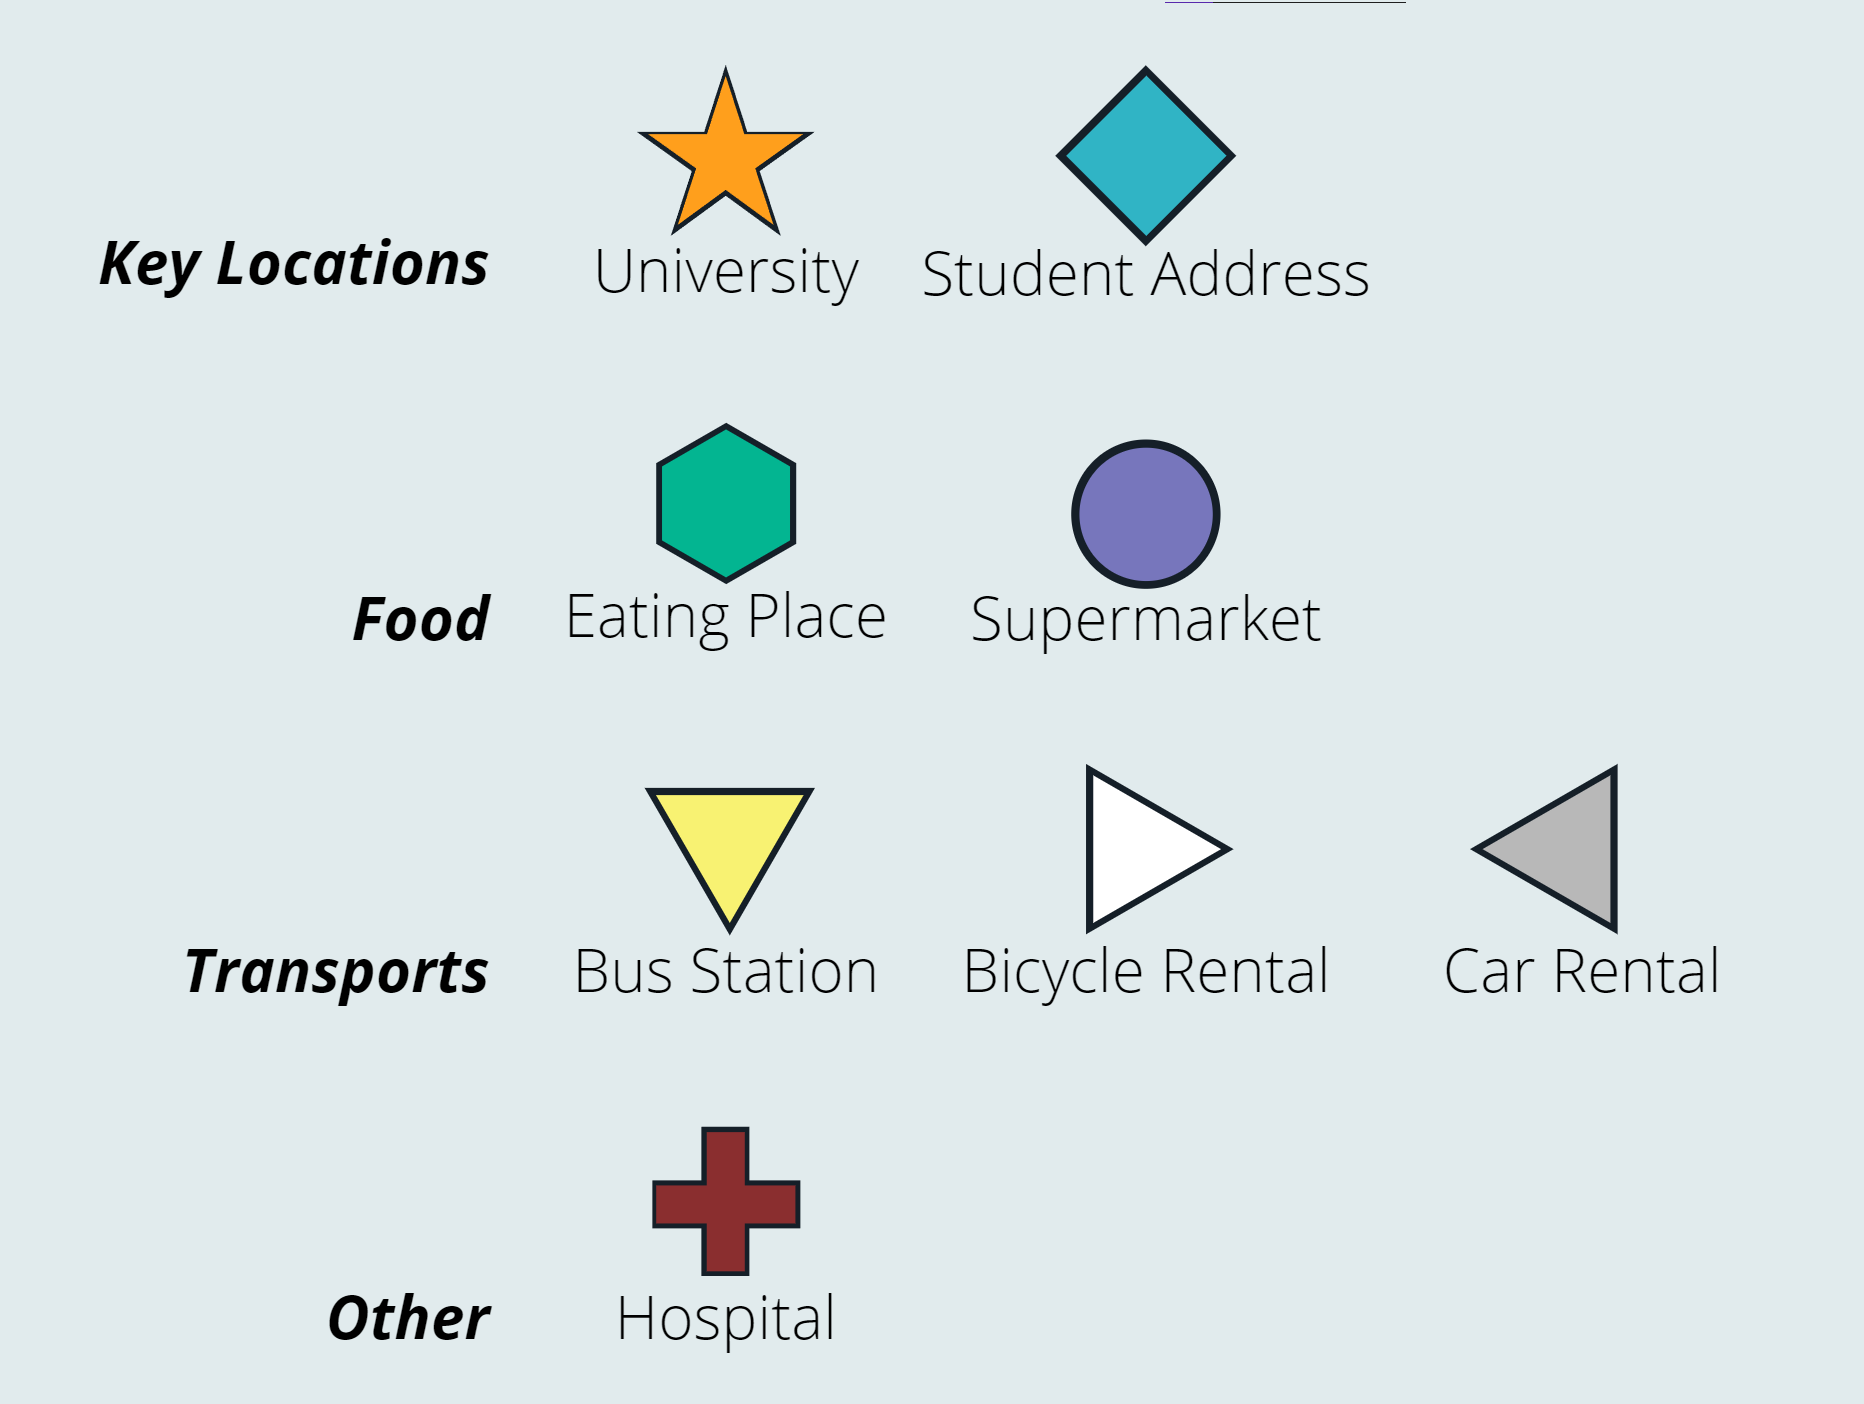 Key Locations
University
Student Address
Food
Eating Place
Supermarket
Transports
Bus Station
Bicycle Rental
Car Rental
Other
Hospital